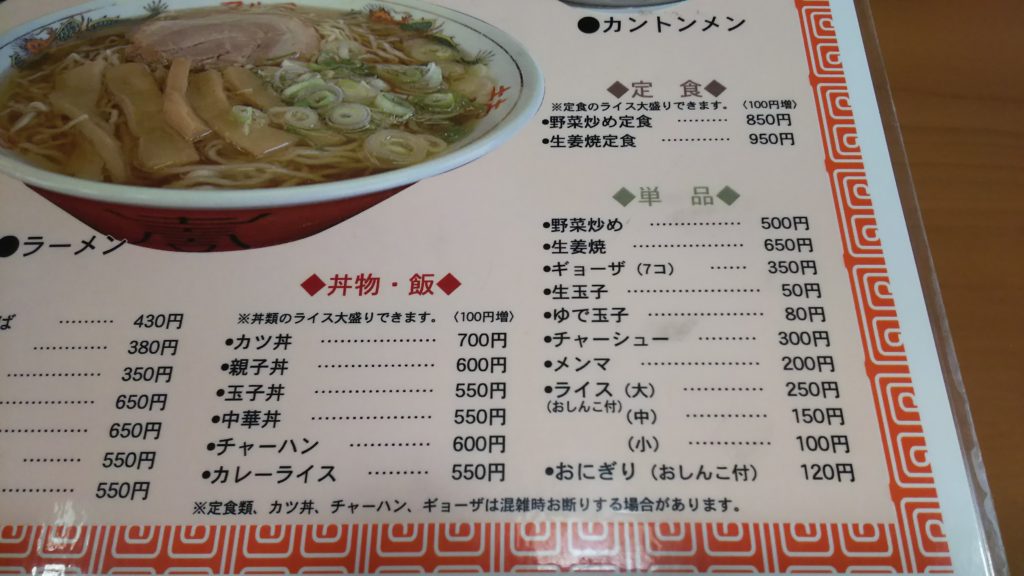 ●カントンメン
●ラーメン
ば ……… 430円
……… 380円
……… 350円
……… 650円
……… 650円
……… 550円
……… 550円
◆丼物・飯◆
※丼類のライス大盛りできます。〈100円増〉
●カツ丼 ……… 700円
●親子丼 ……… 600円
●玉子丼 ……… 550円
●中華丼 ……… 550円
●チャーハン ……… 600円
●カレーライス ……… 550円
◆定 食◆
※定食のライス大盛りできます。〈100円増〉
●野菜炒め定食 ……… 850円
●生姜焼定食 ……… 950円
◆単 品◆
●野菜炒め ……… 500円
●生姜焼 ……… 650円
●ギョーザ(7コ) …… 350円
●生玉子 ……… 50円
●ゆで玉子 ……… 80円
●チャーシュー ……… 300円
●メンマ ……… 200円
●ライス(大) ……… 250円
(おしんこ付)(中) ……… 150円
(小) ……… 100円
●おにぎり(おしんこ付) 120円
※定食類、カツ丼、チャーハン、ギョーザは混雑時お断りする場合があります。